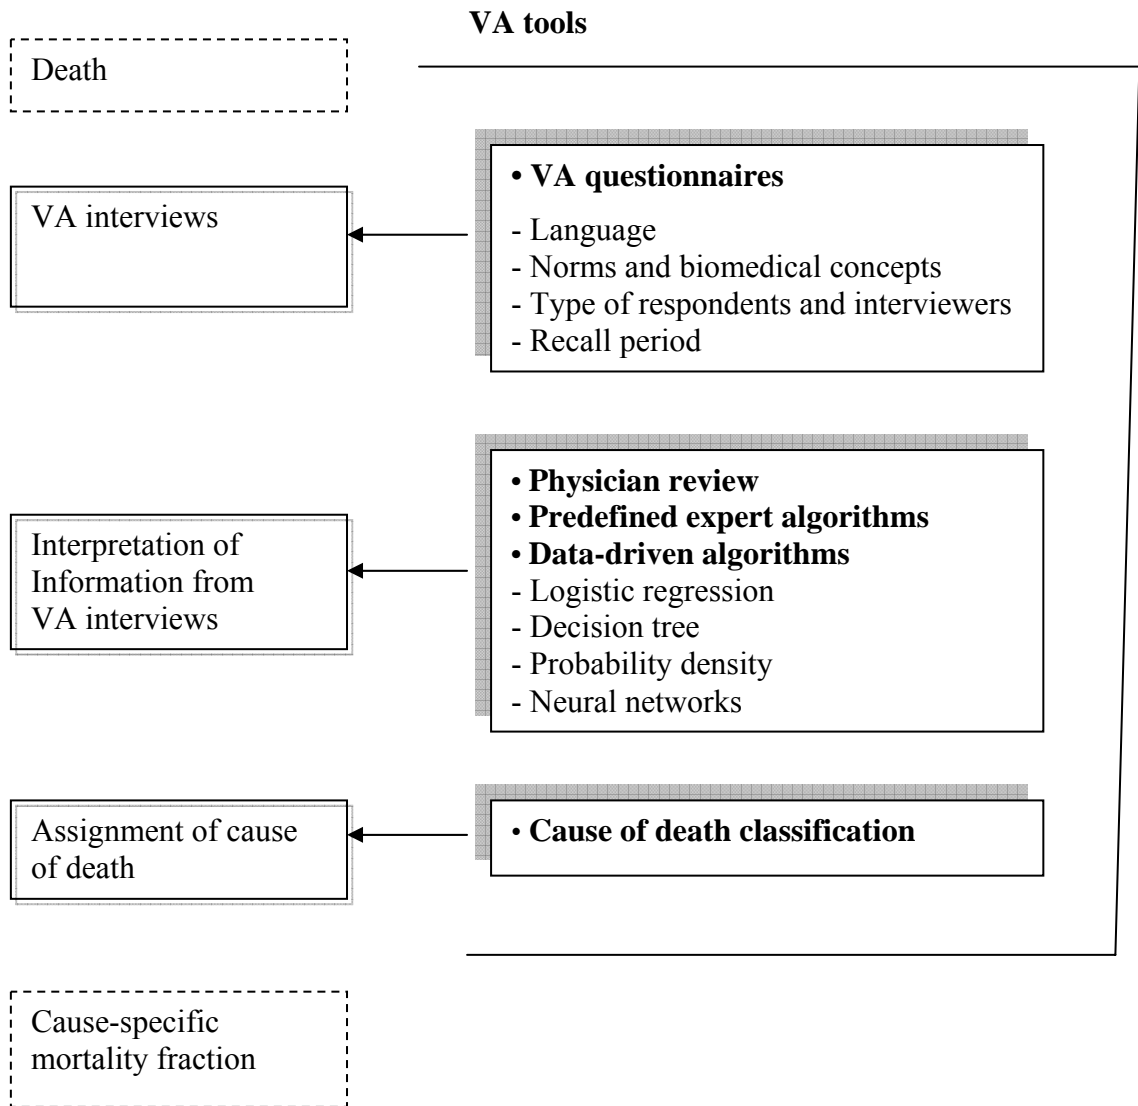 VA tools
Death
VA interviews
• VA questionnaires
- Language
- Norms and biomedical concepts
- Type of respondents and interviewers
- Recall period
Interpretation of
Information from
VA interviews
• Physician review
• Predefined expert algorithms
• Data-driven algorithms
- Logistic regression
- Decision tree
- Probability density
- Neural networks
Assignment of cause
of death
• Cause of death classification
Cause-specific
mortality fraction